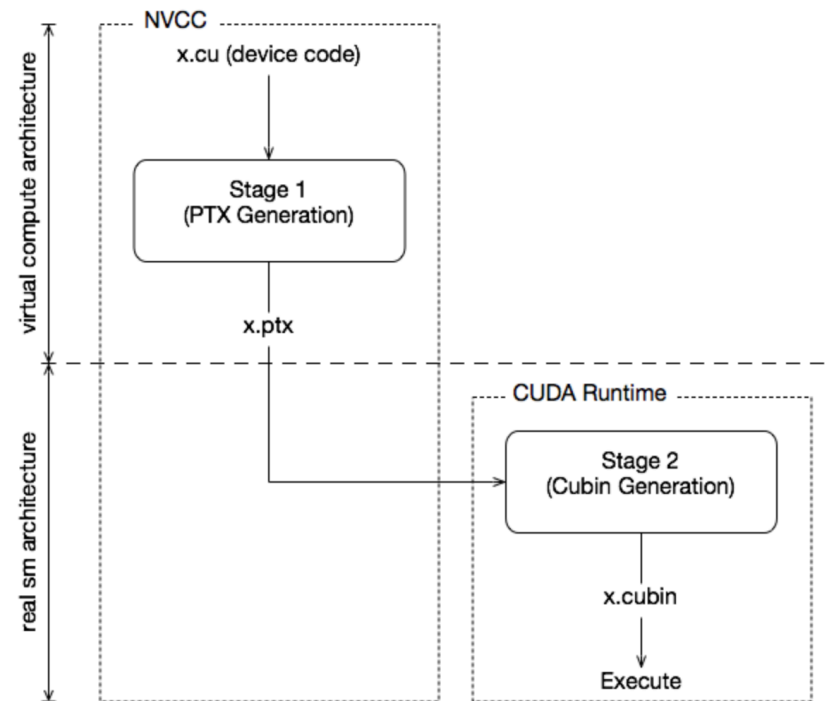 NVCC
x.cu (device code)
virtual compute architecture
Stage 1
(PTX Generation)
x.ptx
CUDA Runtime
real sm architecture
Stage 2
(Cubin Generation)
x.cubin
Execute